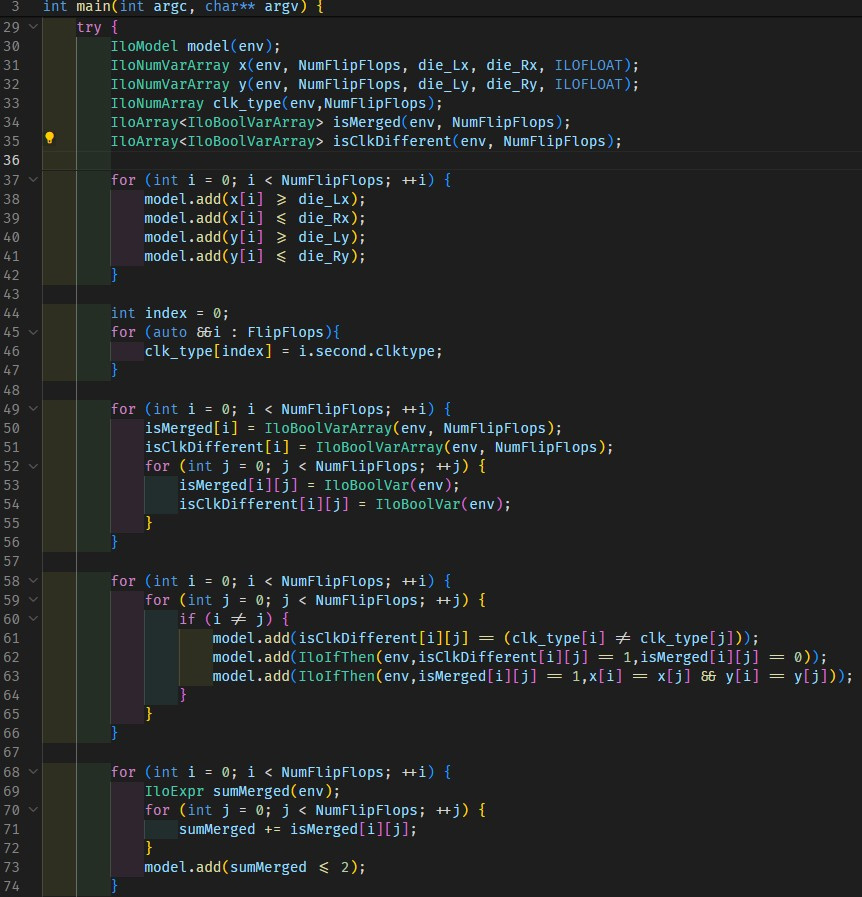 3 int main(int argc, char** argv) {
29 try {
30 IloModel model(env);
31 IloNumVarArray x(env, NumFlipFlops, die_Lx, die_Rx, ILOFLOAT);
32 IloNumVarArray y(env, NumFlipFlops, die_Ly, die_Ry, ILOFLOAT);
33 IloNumArray clk_type(env,NumFlipFlops);
34 IloArray<IloBoolVarArray> isMerged(env, NumFlipFlops);
35 IloArray<IloBoolVarArray> isClkDifferent(env, NumFlipFlops);
36
37 for (int i = 0; i < NumFlipFlops; ++i) {
38 model.add(x[i] ⩾ die_Lx);
39 model.add(x[i] ⩽ die_Rx);
40 model.add(y[i] ⩾ die_Ly);
41 model.add(y[i] ⩽ die_Ry);
42 }
43
44 int index = 0;
45 for (auto &&i : FlipFlops){
46 clk_type[index] = i.second.clktype;
47 }
48
49 for (int i = 0; i < NumFlipFlops; ++i) {
50 isMerged[i] = IloBoolVarArray(env, NumFlipFlops);
51 isClkDifferent[i] = IloBoolVarArray(env, NumFlipFlops);
52 for (int j = 0; j < NumFlipFlops; ++j) {
53 isMerged[i][j] = IloBoolVar(env);
54 isClkDifferent[i][j] = IloBoolVar(env);
55 }
56 }
57
58 for (int i = 0; i < NumFlipFlops; ++i) {
59 for (int j = 0; j < NumFlipFlops; ++j) {
60 if (i ≠ j) {
61 model.add(isClkDifferent[i][j] == (clk_type[i] ≠ clk_type[j]));
62 model.add(IloIfThen(env,isClkDifferent[i][j] == 1,isMerged[i][j] == 0));
63 model.add(IloIfThen(env,isMerged[i][j] == 1,x[i] == x[j] && y[i] == y[j]));
64 }
65 }
66 }
67
68 for (int i = 0; i < NumFlipFlops; ++i) {
69 IloExpr sumMerged(env);
70 for (int j = 0; j < NumFlipFlops; ++j) {
71 sumMerged += isMerged[i][j];
72 }
73 model.add(sumMerged ⩽ 2);
74 }